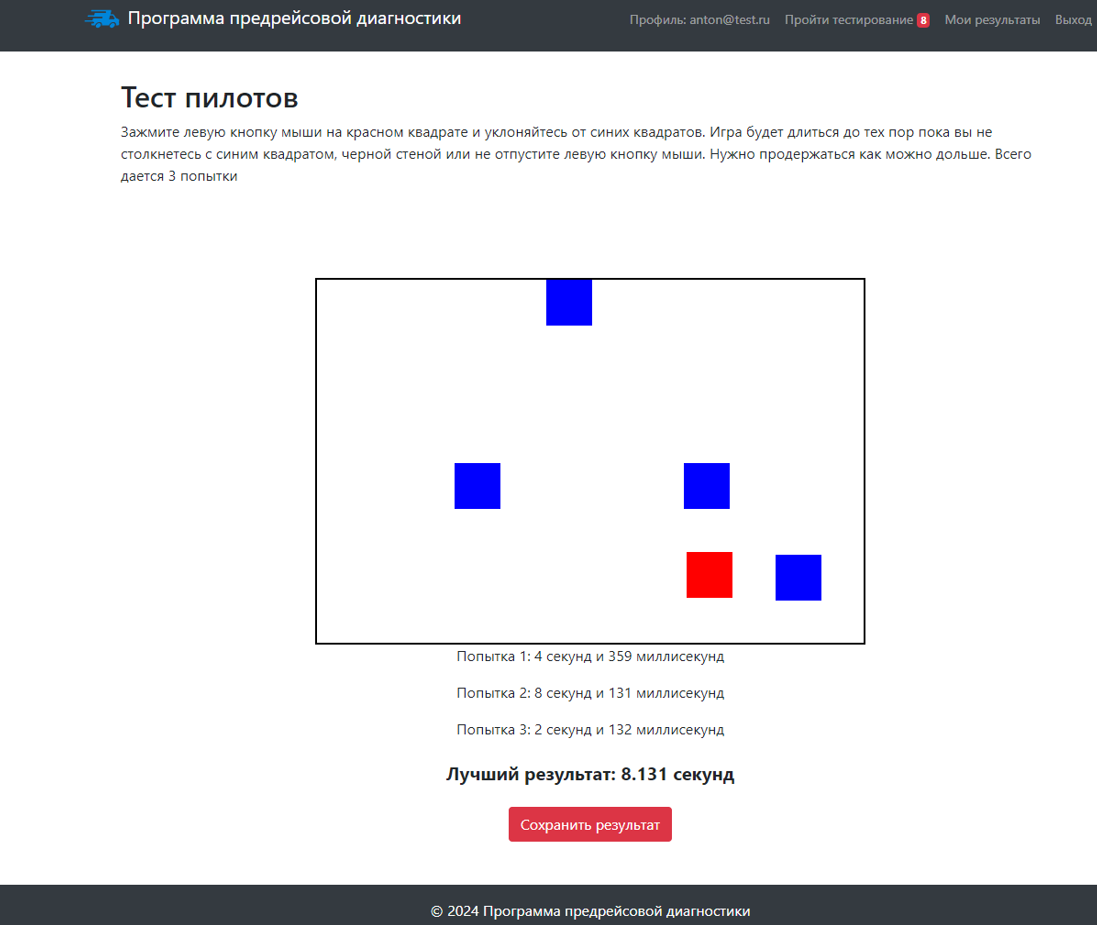 Программа предрейсовой диагностики
Профиль: anton@test.ru Пройти тестирование 8 Мои результаты Выход
Тест пилотов
Зажмите левую кнопку мыши на красном квадрате и уклоняйтесь от синих квадратов. Игра будет длиться до тех пор пока вы не
столкнетесь с синим квадратом, черной стеной или не отпустите левую кнопку мыши. Нужно продержаться как можно дольше. Всего
дается 3 попытки
Попытка 1: 4 секунд и 359 миллисекунд
Попытка 2: 8 секунд и 131 миллисекунд
Попытка 3: 2 секунд и 132 миллисекунд
Лучший результат: 8.131 секунд
Сохранить результат
© 2024 Программа предрейсовой диагностики